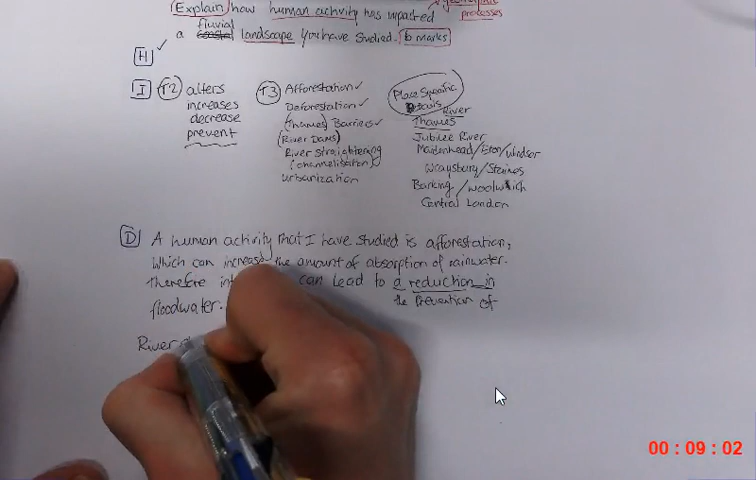 Explain how human activity has impacted geomorphic processes
a fluvial coastal landscape you have studied. 6 marks
H ✓
I T2 alters
increases
decrease
prevent
T3 Afforestation ✓
Deforestation ✓
(Thames) Barriers ✓
(River Dams)
River straightening
(channelisation)
Urbanization
Place Specific
River
Thames
Jubilee River
Maidenhead/Eton/Windsor
Wraysbury/Staines
Barking/Woolwich
Central London
D A human activity that I have studied is afforestation,
which can increase the amount of absorption of rainwater.
Therefore can lead to a reduction in
floodwater. the prevention of
River
00:09:02